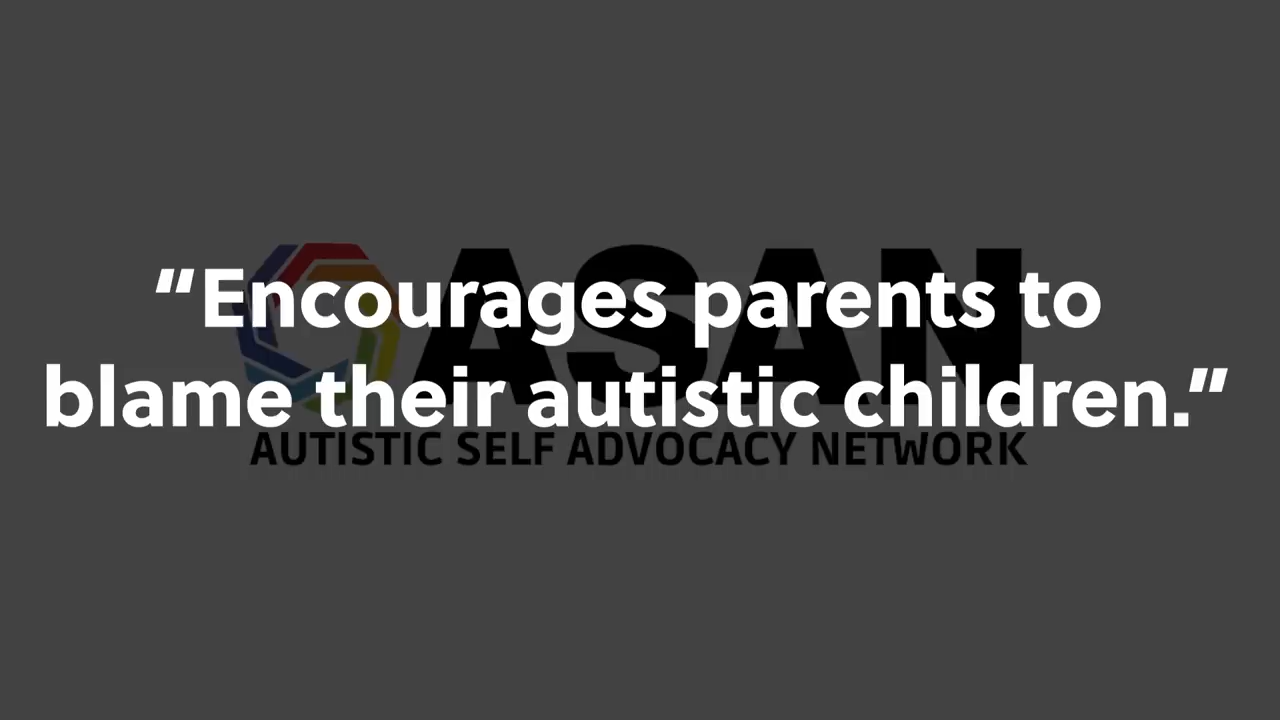 “Encourages parents to
blame their autistic children.”
ASAN
AUTISTIC SELF ADVOCACY NETWORK